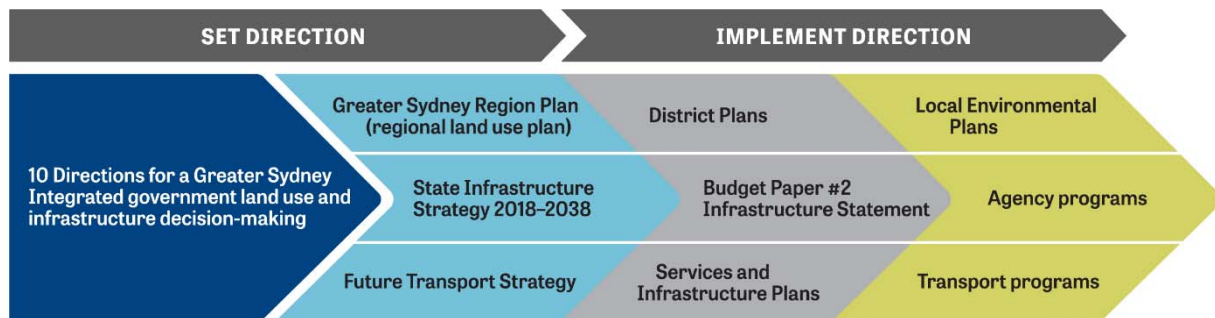 SET DIRECTION
IMPLEMENT DIRECTION
10 Directions for a Greater Sydney
Integrated government land use and
infrastructure decision-making
Greater Sydney Region Plan
(regional land use plan)
District Plans
Local Environmental
Plans
State Infrastructure
Strategy 2018–2038
Budget Paper #2
Infrastructure Statement
Agency programs
Future Transport Strategy
Services and
Infrastructure Plans
Transport programs